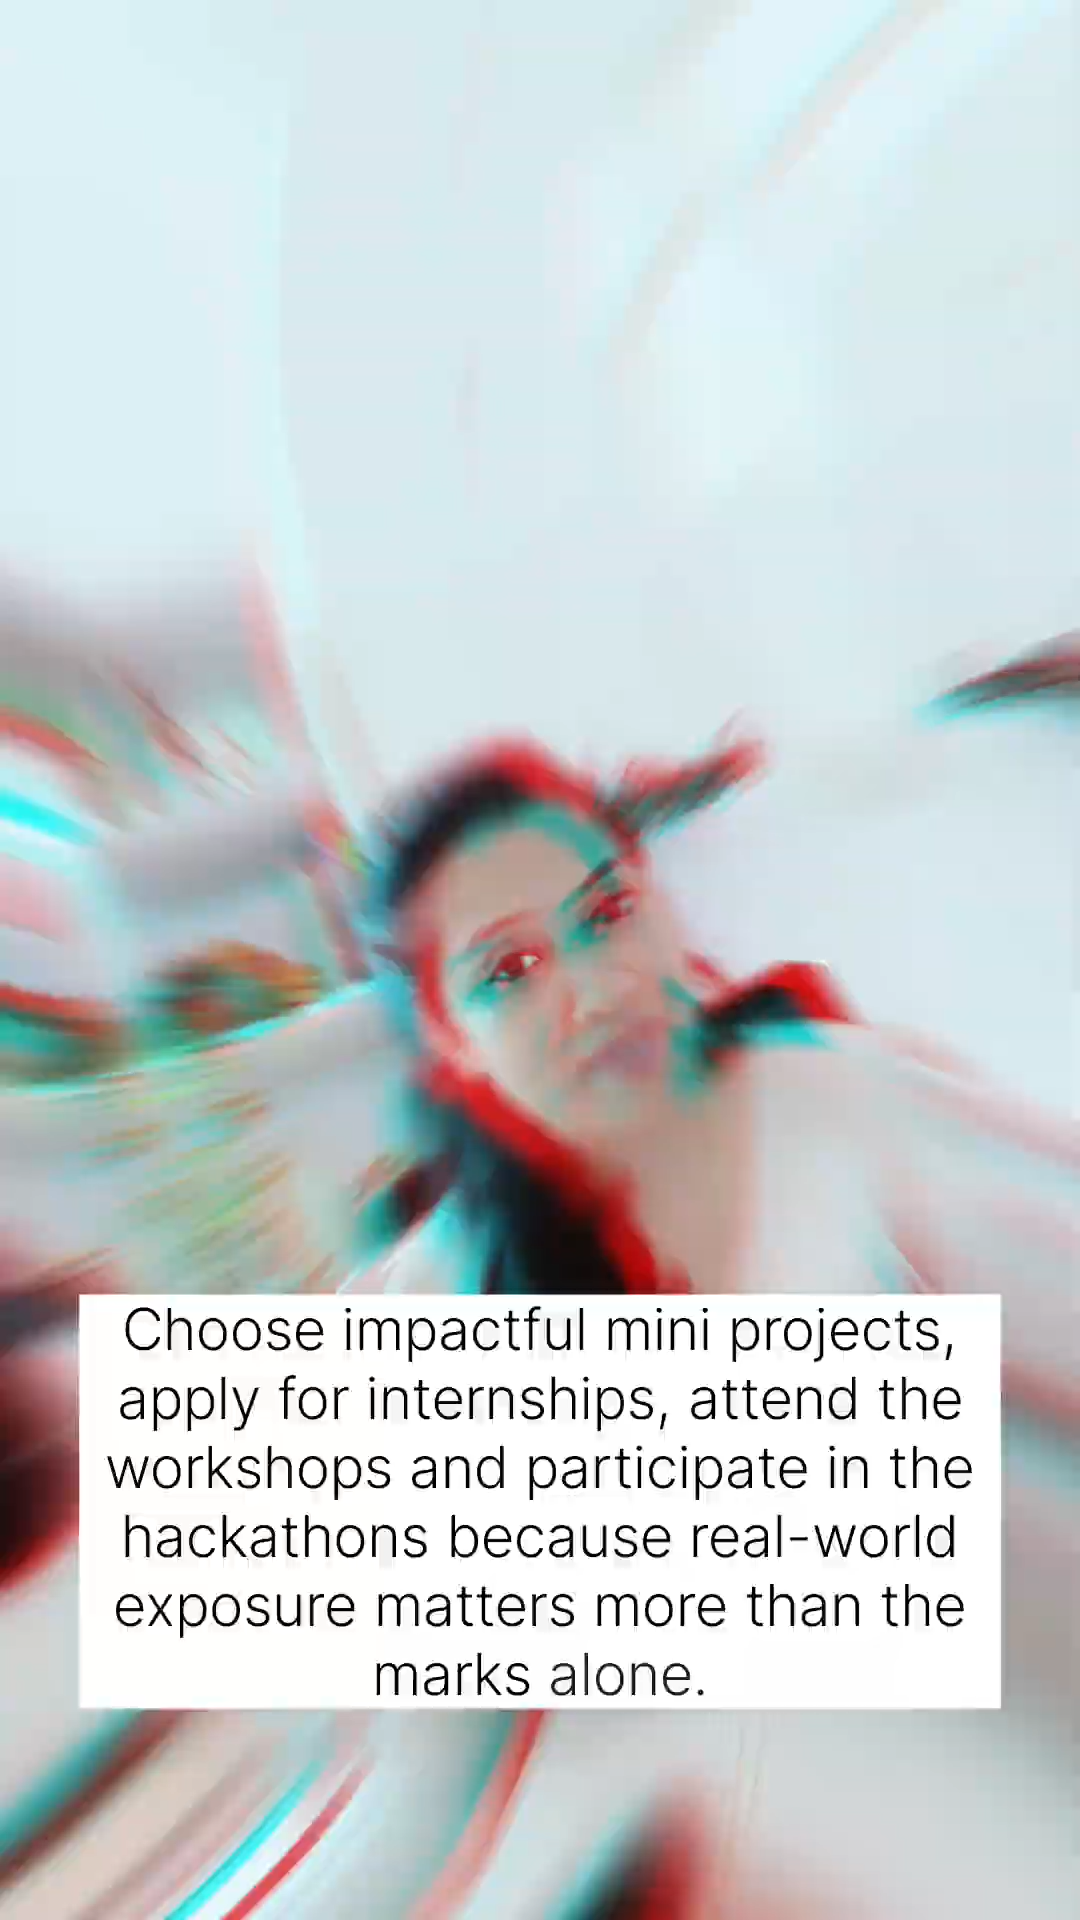 Choose impactful mini projects,
apply for internships, attend the
workshops and participate in the
hackathons because real-world
exposure matters more than the
marks alone.